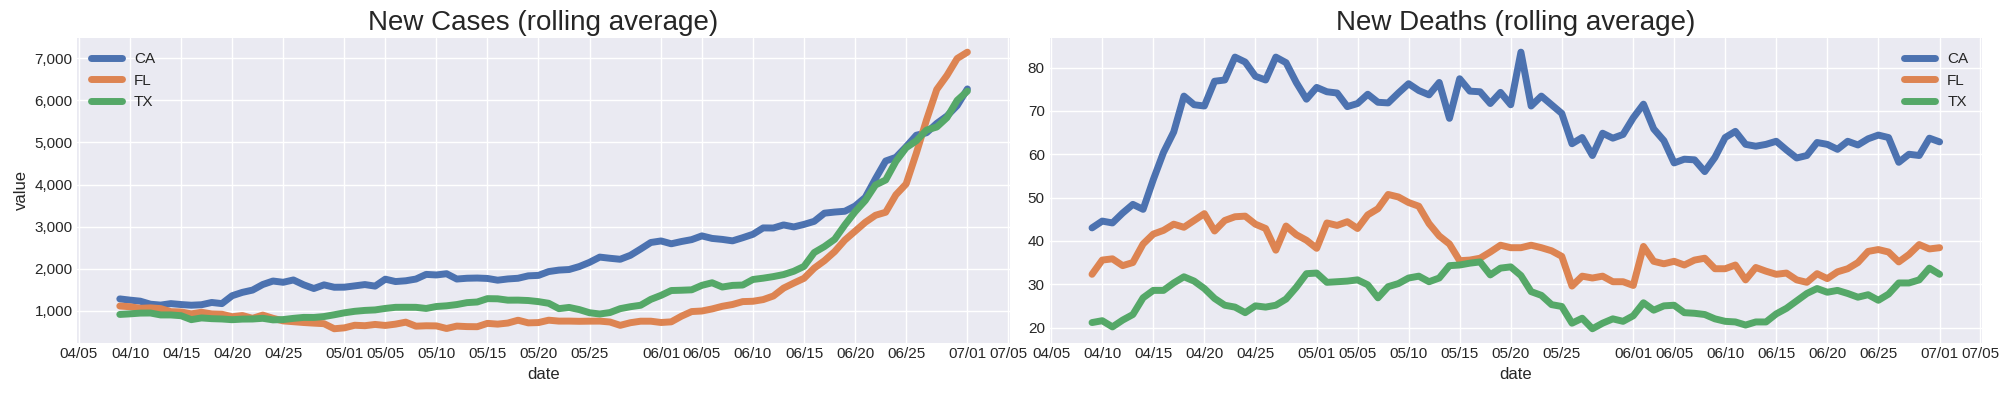 New Cases (rolling average)
7,000
6,000
5,000
4,000
3,000
2,000
1,000
value
CA
FL
TX
04/05 04/10 04/15 04/20 04/25 05/01 05/05 05/10 05/15 05/20 05/25 06/01 06/05 06/10 06/15 06/20 06/25 07/01 07/05
date
New Deaths (rolling average)
80
70
60
50
40
30
20
CA
FL
TX
04/05 04/10 04/15 04/20 04/25 05/01 05/05 05/10 05/15 05/20 05/25 06/01 06/05 06/10 06/15 06/20 06/25 07/01 07/05
date